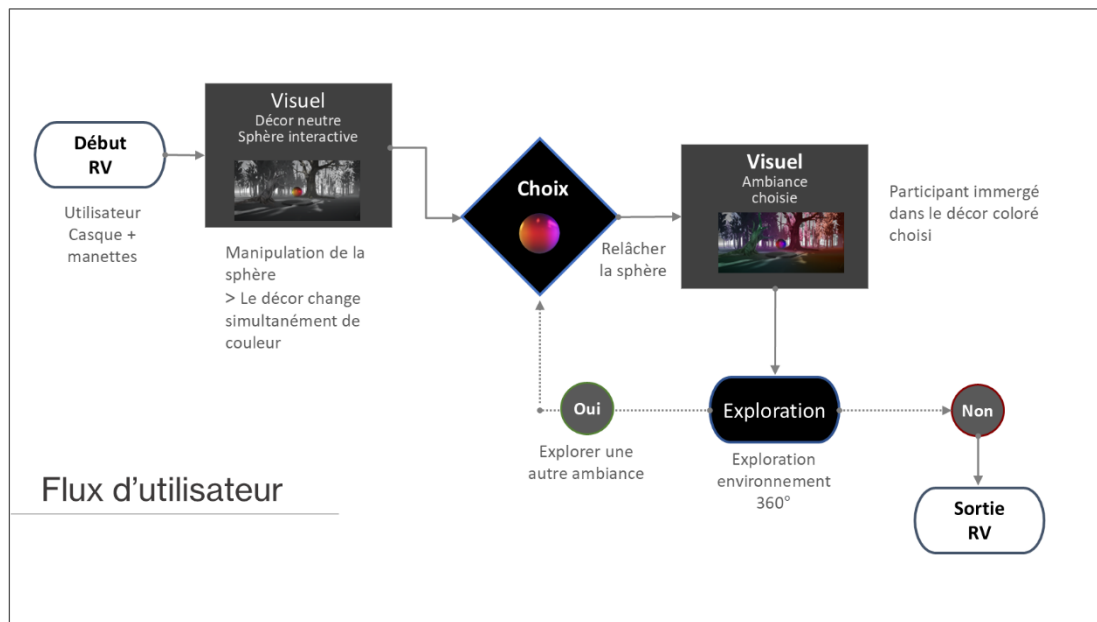 Début
RV
Utilisateur
Casque +
manettes
Visuel
Décor neutre
Sphère interactive
Manipulation de la
sphère
> Le décor change
simultanément de
couleur
Choix
Relâcher
la sphère
Visuel
Ambiance
choisie
Participant immergé
dans le décor coloré
choisi
Oui
Explorer une
autre ambiance
Exploration
Exploration
environnement
360°
Non
Sortie
RV
Flux d'utilisateur